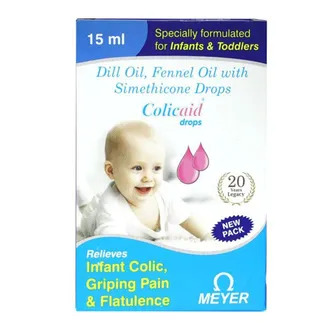 15 ml
Specially formulated
for Infants & Toddlers
Dill Oil, Fennel Oil with
Simethicone Drops
Colicaid
drops
20
Years
Legacy
NEW
PACK
Relieves
Infant Colic,
Griping Pain
& Flatulence
MEYER